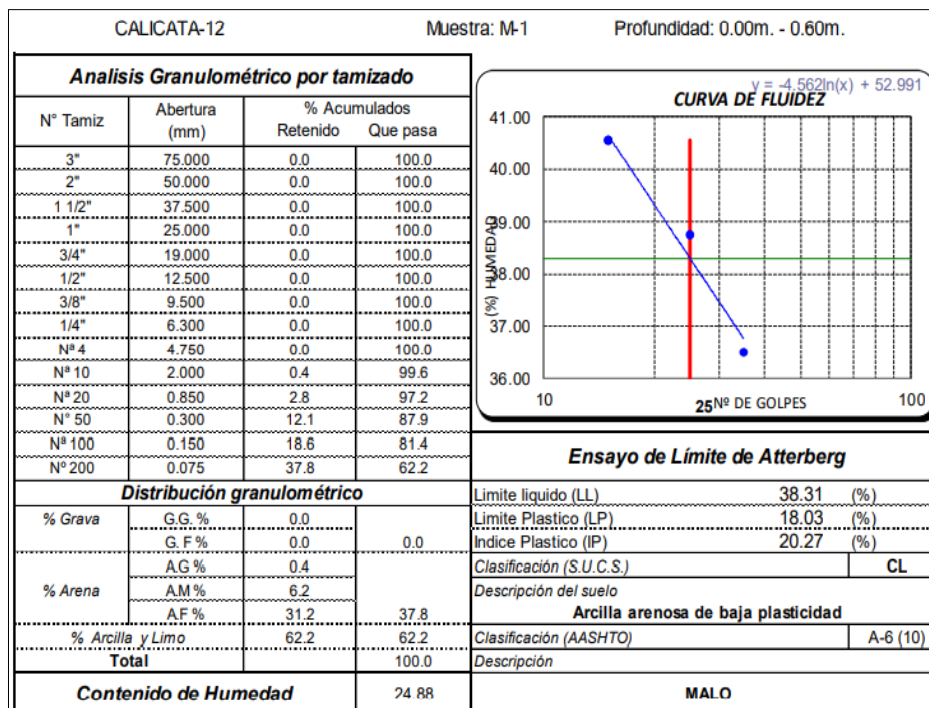 CALICATA-12 Muestra: M-1 Profundidad: 0.00m. - 0.60m.
Analisis Granulométrico por tamizado
N° Tamiz Abertura (mm) % Acumulados
Retenido Que pasa
3" 75.000 0.0 100.0
2" 50.000 0.0 100.0
1 1/2" 37.500 0.0 100.0
1" 25.000 0.0 100.0
3/4" 19.000 0.0 100.0
1/2" 12.500 0.0 100.0
3/8" 9.500 0.0 100.0
1/4" 6.300 0.0 100.0
Nª 4 4.750 0.0 100.0
Nª 10 2.000 0.4 99.6
Nª 20 0.850 2.8 97.2
N° 50 0.300 12.1 87.9
Nª 100 0.150 18.6 81.4
Nº 200 0.075 37.8 62.2
Distribución granulométrico
% Grava G.G. % 0.0
G. F % 0.0 0.0
% Arena A.G % 0.4
A.M % 6.2
A.F % 31.2 37.8
% Arcilla y Limo 62.2 62.2
Total 100.0
Contenido de Humedad 24.88
y = -4.562ln(x) + 52.991
CURVA DE FLUIDEZ
41.00
40.00
39.00
38.00
37.00
36.00
(%) HUMEDAD
10 25 Nº DE GOLPES 100
Ensayo de Límite de Atterberg
Limite liquido (LL) 38.31 (%)
Limite Plastico (LP) 18.03 (%)
Indice Plastico (IP) 20.27 (%)
Clasificación (S.U.C.S.) CL
Descripción del suelo
Arcilla arenosa de baja plasticidad
Clasificación (AASHTO) A-6 (10)
Descripción
MALO